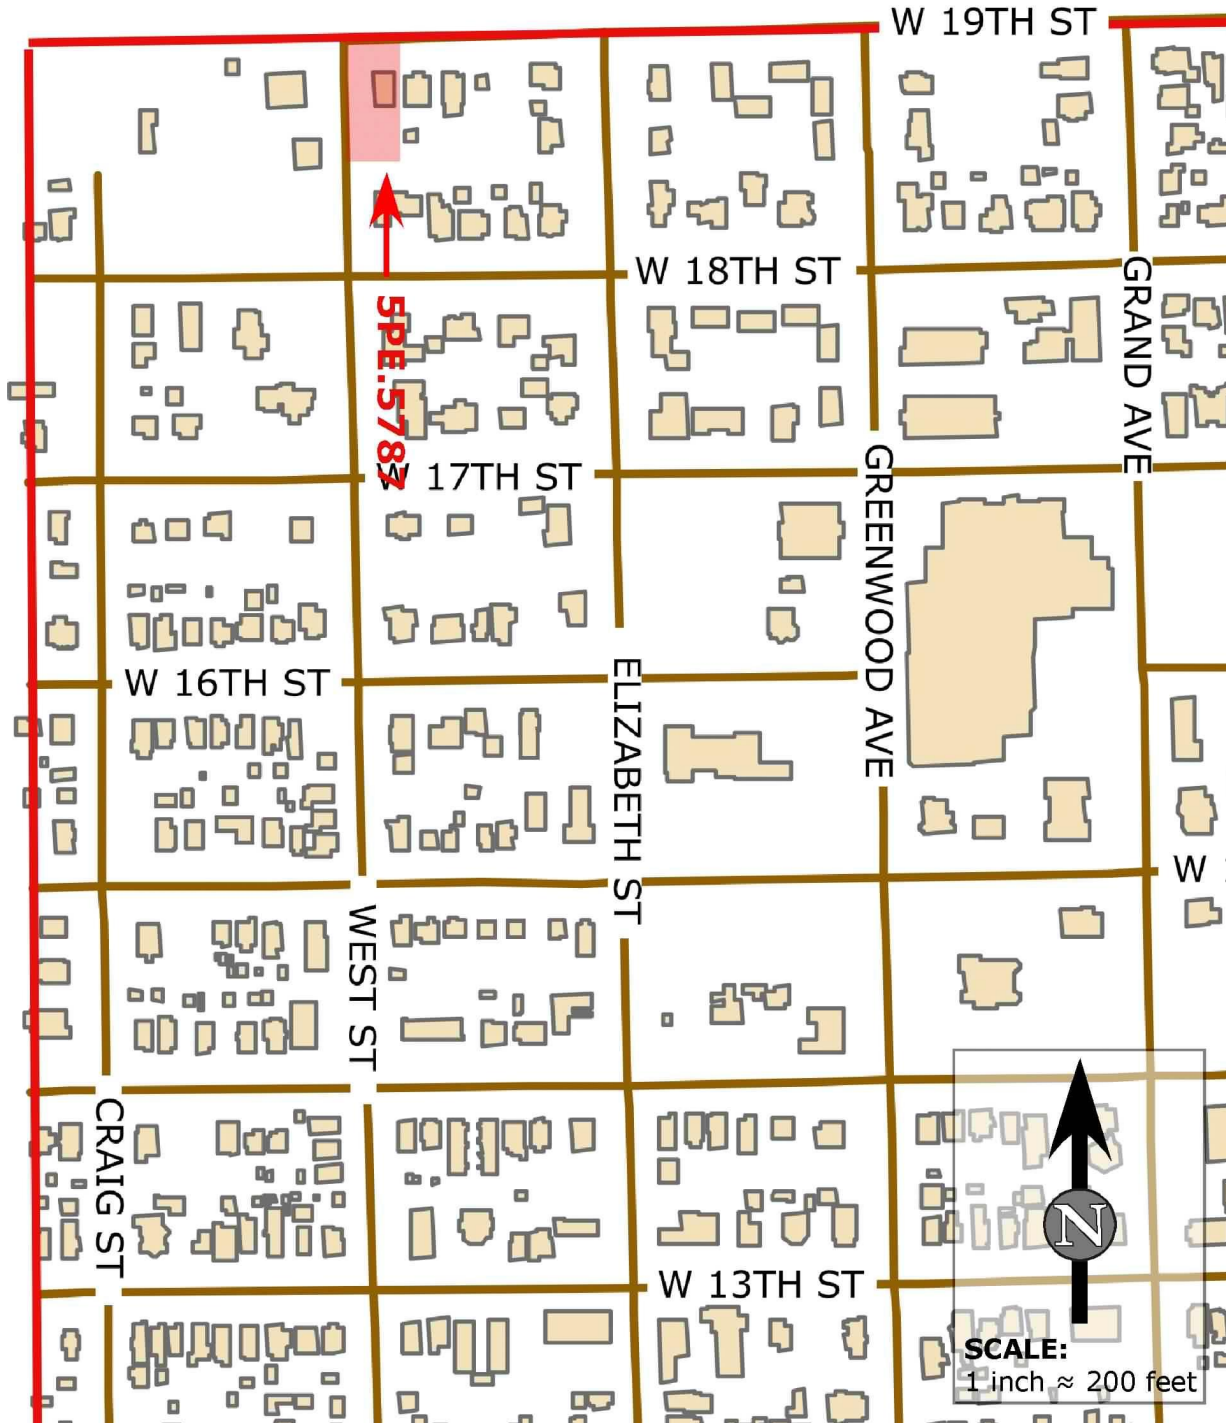 W 19TH ST
W 18TH ST
GRAND AVE
5PE.5787
W 17TH ST
GREENWOOD AVE
W 16TH ST
ELIZABETH ST
W
WEST ST
CRAIG ST
N
W 13TH ST
SCALE:
1 inch ≈ 200 feet